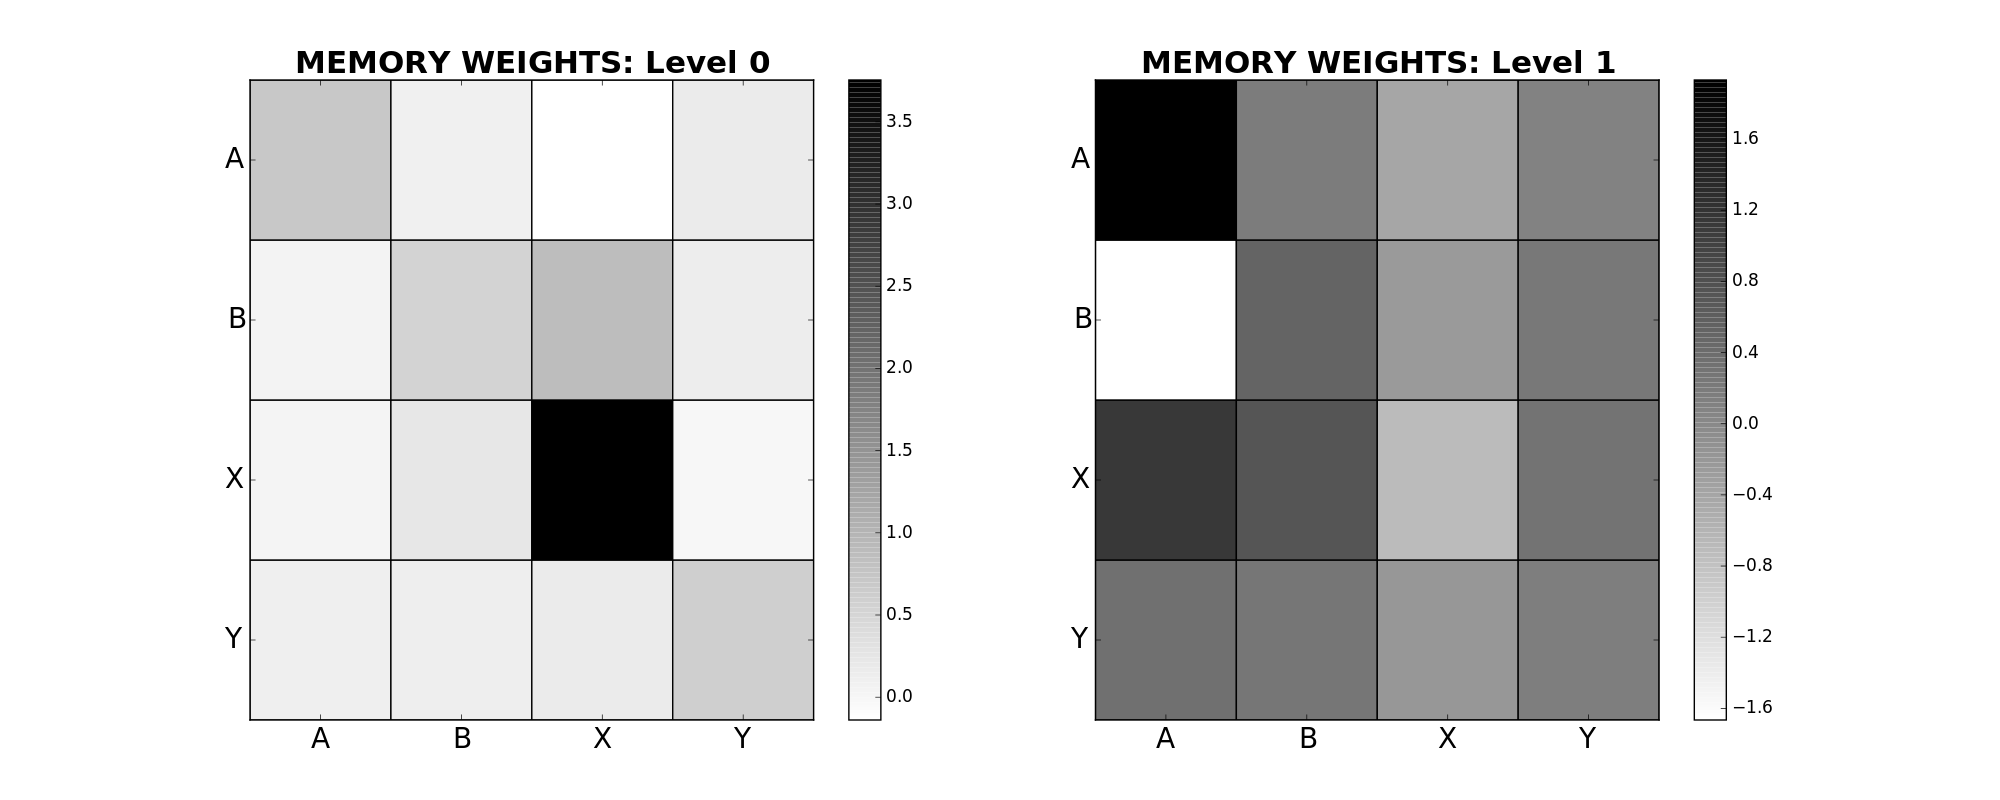 MEMORY WEIGHTS: Level 0
A
B
X
Y
A B X Y
3.5
3.0
2.5
2.0
1.5
1.0
0.5
0.0
MEMORY WEIGHTS: Level 1
A
B
X
Y
A B X Y
1.6
1.2
0.8
0.4
0.0
−0.4
−0.8
−1.2
−1.6